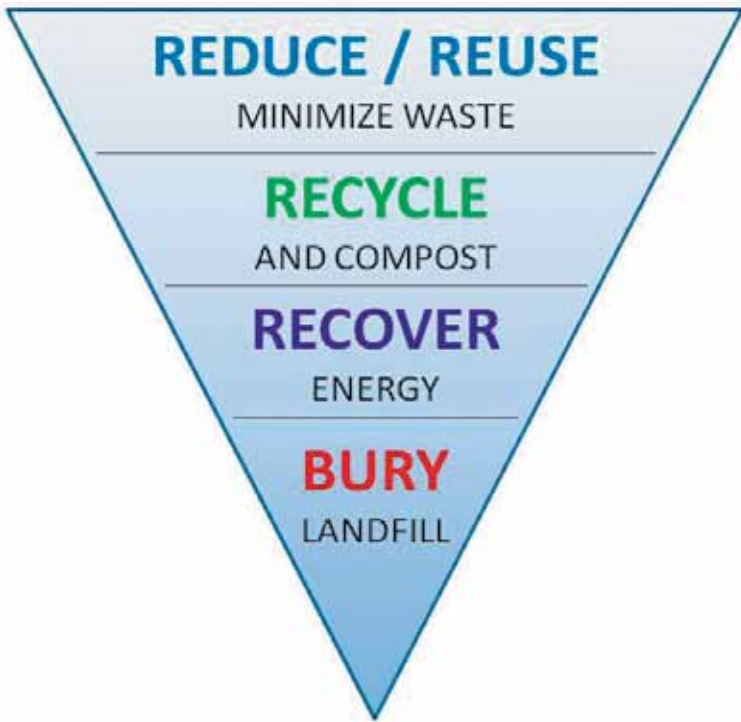 REDUCE / REUSE
MINIMIZE WASTE
RECYCLE
AND COMPOST
RECOVER
ENERGY
BURY
LANDFILL